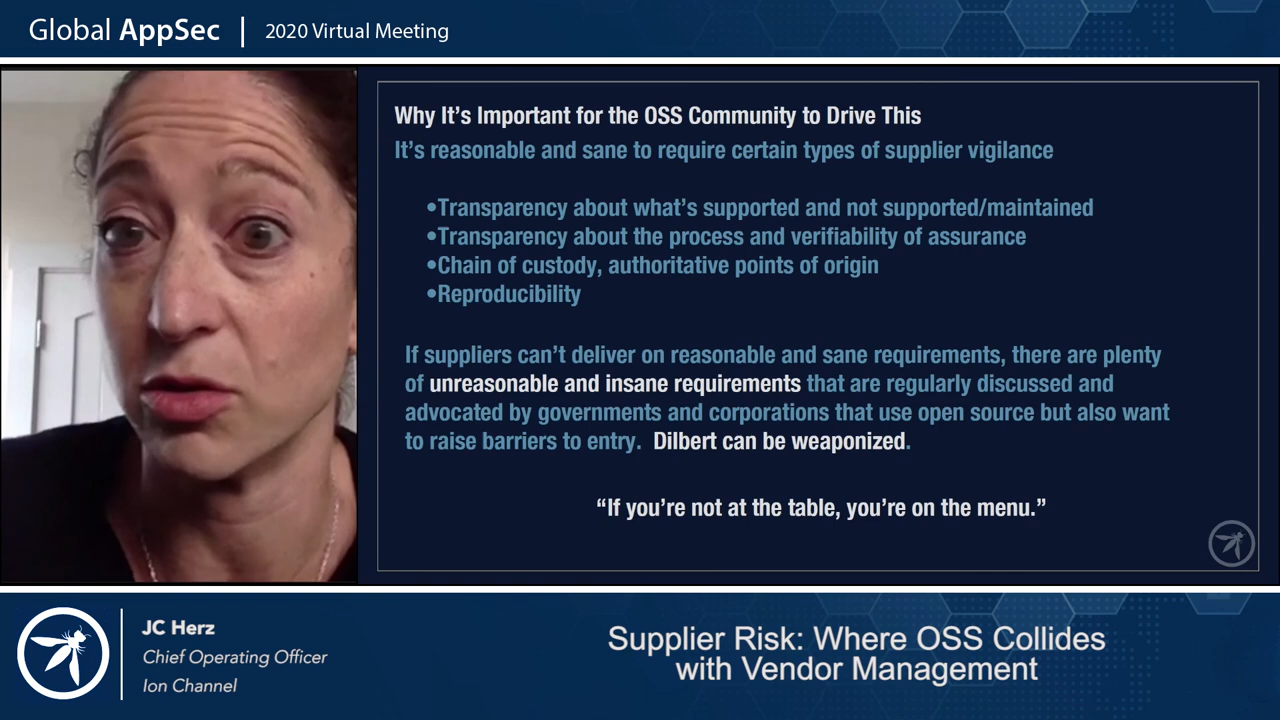 Global AppSec | 2020 Virtual Meeting
Why It's Important for the OSS Community to Drive This
It's reasonable and sane to require certain types of supplier vigilance
•Transparency about what's supported and not supported/maintained
•Transparency about the process and verifiability of assurance
•Chain of custody, authoritative points of origin
•Reproducibility
If suppliers can't deliver on reasonable and sane requirements, there are plenty
of unreasonable and insane requirements that are regularly discussed and
advocated by governments and corporations that use open source but also want
to raise barriers to entry.  Dilbert can be weaponized.
“If you're not at the table, you're on the menu.”
JC Herz
Chief Operating Officer
Ion Channel
Supplier Risk: Where OSS Collides
with Vendor Management